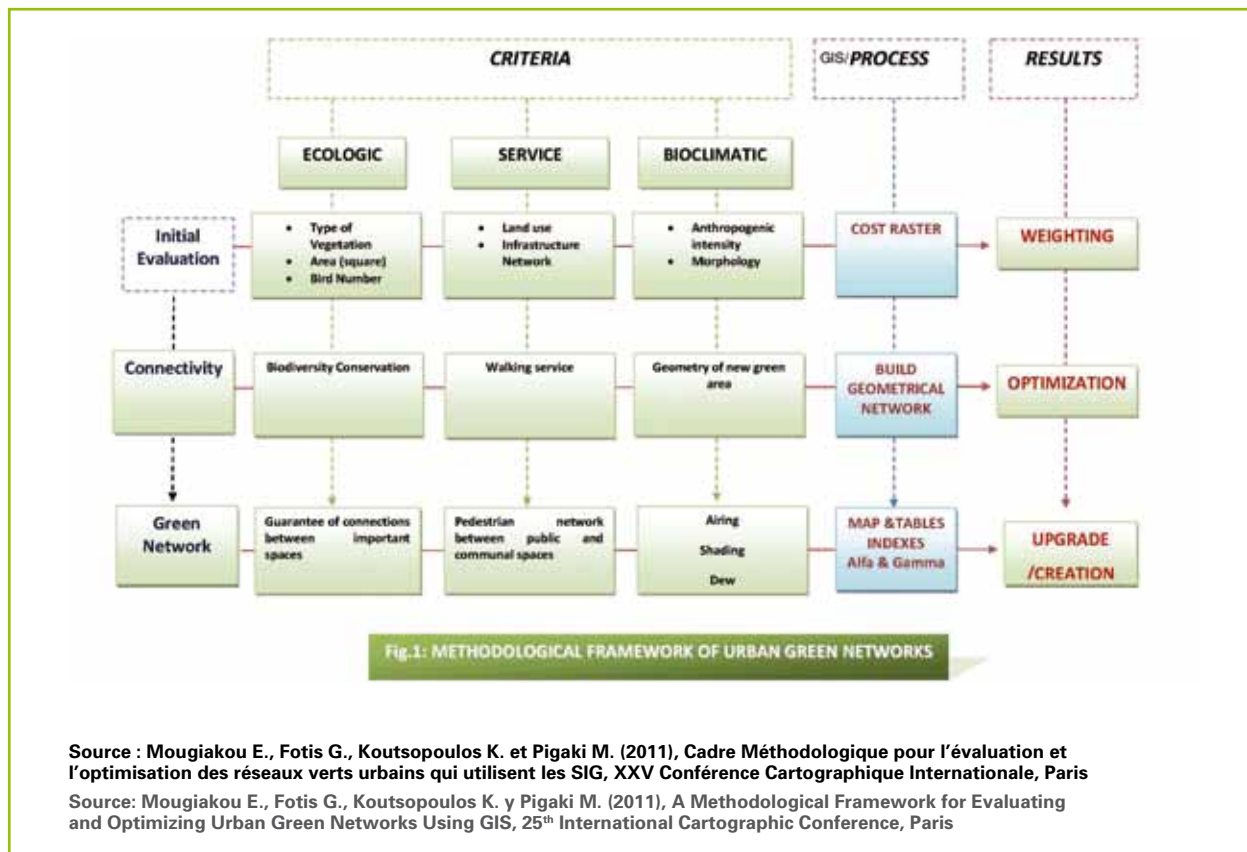 CRITERIA
GIS/PROCESS
RESULTS
ECOLOGIC
SERVICE
BIOCLIMATIC
Initial
Evaluation
• Type of
Vegetation
• Area (square)
• Bird Number
• Land use
• Infrastructure
Network
• Anthropogenic
intensity
• Morphology
COST RASTER
WEIGHTING
Connectivity
Biodiversity Conservation
Walking service
Geometry of new green
area
BUILD
GEOMETRICAL
NETWORK
OPTIMIZATION
Green
Network
Guarantee of connections
between important
spaces
Pedestrian network
between public and
communal spaces
Airing
Shading
Dew
MAP &TABLES
INDEXES
Alfa & Gamma
UPGRADE
/CREATION
Fig.1: METHODOLOGICAL FRAMEWORK OF URBAN GREEN NETWORKS
Source : Mougiakou E., Fotis G., Koutsopoulos K. et Pigaki M. (2011), Cadre Méthodologique pour l'évaluation et
l'optimisation des réseaux verts urbains qui utilisent les SIG, XXV Conférence Cartographique Internationale, Paris
Source: Mougiakou E., Fotis G., Koutsopoulos K. y Pigaki M. (2011), A Methodological Framework for Evaluating
and Optimizing Urban Green Networks Using GIS, 25th International Cartographic Conference, Paris